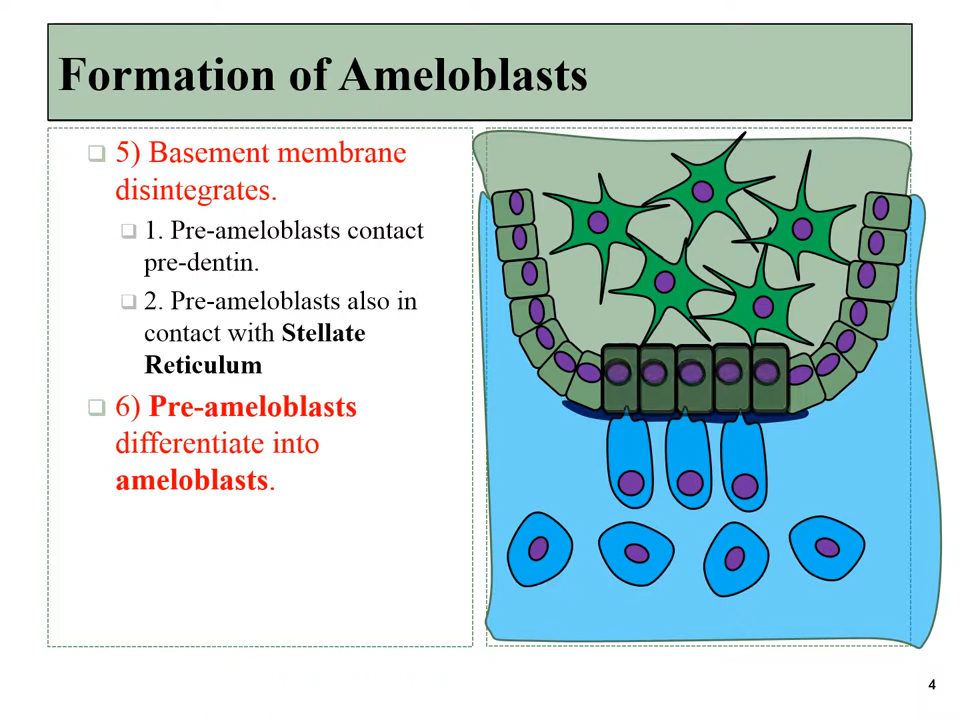 Formation of Ameloblasts
5) Basement membrane
disintegrates.
1. Pre-ameloblasts contact
pre-dentin.
2. Pre-ameloblasts also in
contact with Stellate
Reticulum
6) Pre-ameloblasts
differentiate into
ameloblasts.
4